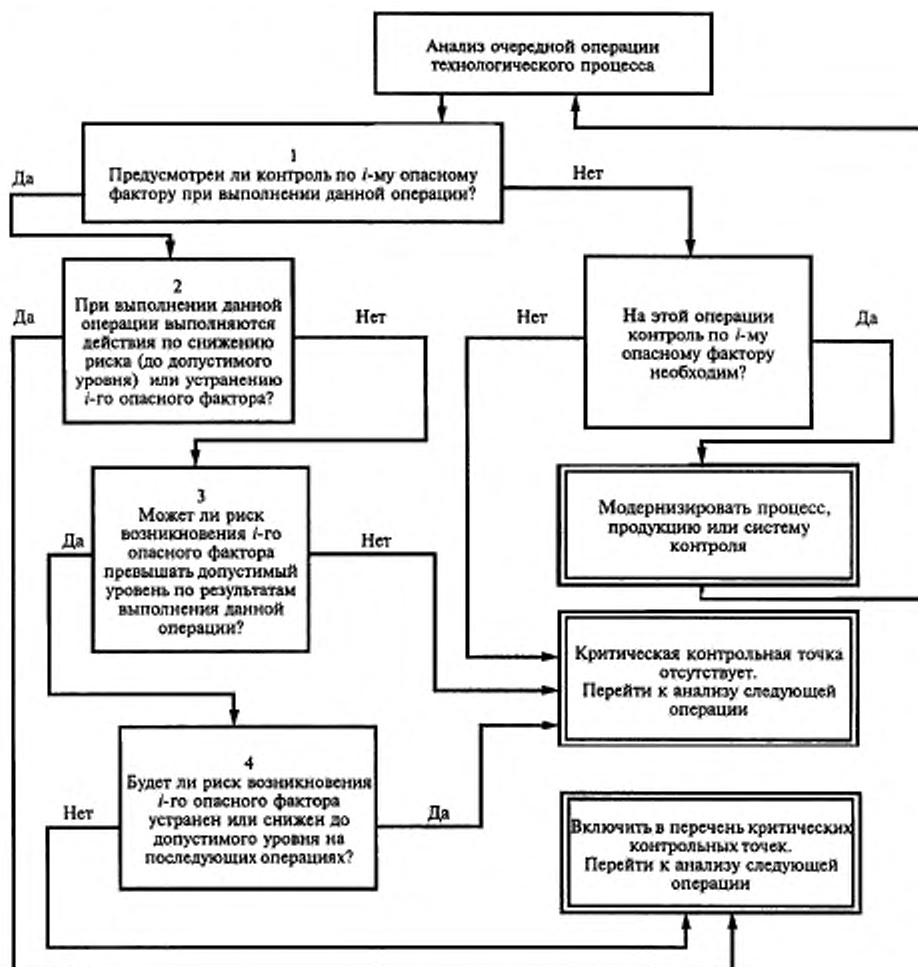 Анализ очередной операции
технологического процесса
1
Предусмотрен ли контроль по i-му опасному
фактору при выполнении данной операции?
Да
Нет
2
При выполнении данной
операции выполняются
действия по снижению
риска (до допустимого
уровня) или устранению
i-го опасного фактора?
Да
Нет
На этой операции
контроль по i-му
опасному фактору
необходим?
Нет
Да
3
Может ли риск
возникновения i-го
опасного фактора
превышать допустимый
уровень по результатам
выполнения данной
операции?
Да
Нет
Модернизировать процесс,
продукцию или систему
контроля
Критическая контрольная точка
отсутствует.
Перейти к анализу следующей
операции
4
Будет ли риск возникновения
i-го опасного фактора
устранен или снижен до
допустимого уровня на
последующих операциях?
Нет
Да
Включить в перечень критических
контрольных точек.
Перейти к анализу следующей
операции